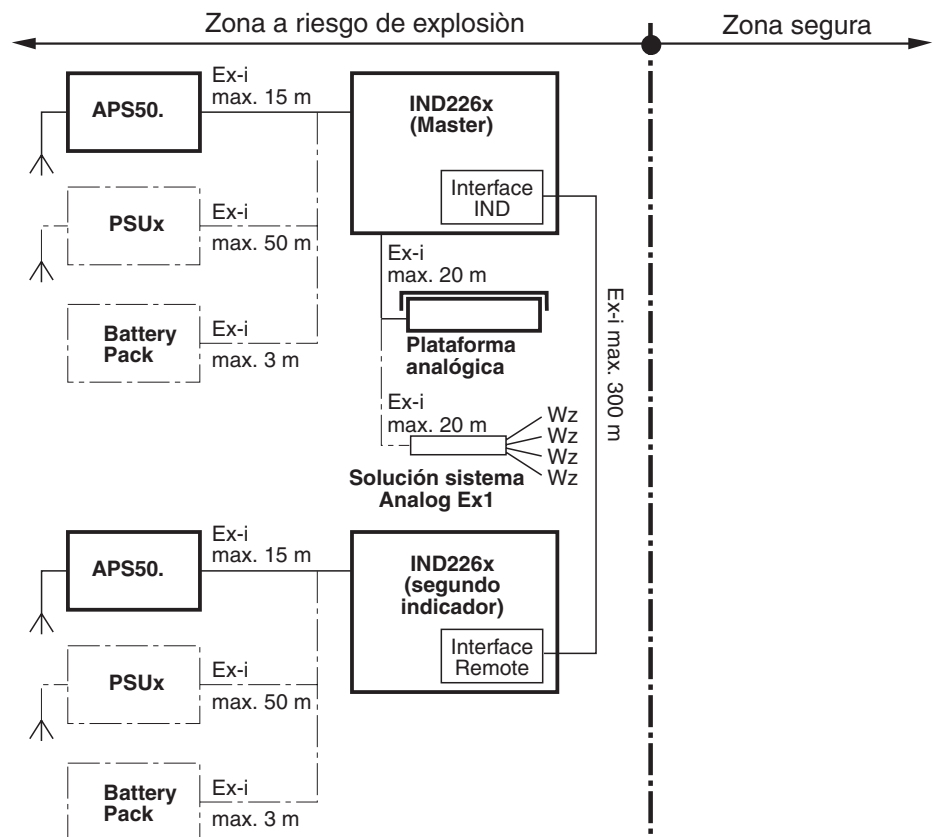 Zona a riesgo de explosiòn
Zona segura
APS50.
Ex-i
max. 15 m
IND226x
(Master)
Interface
IND
PSUx
Ex-i
max. 50 m
Battery
Pack
Ex-i
max. 3 m
Ex-i
max. 20 m
Plataforma
analógica
Ex-i
max. 20 m
Wz
Wz
Wz
Wz
Solución sistema
Analog Ex1
Ex-i max. 300 m
APS50.
Ex-i
max. 15 m
IND226x
(segundo
indicador)
Interface
Remote
PSUx
Ex-i
max. 50 m
Battery
Pack
Ex-i
max. 3 m